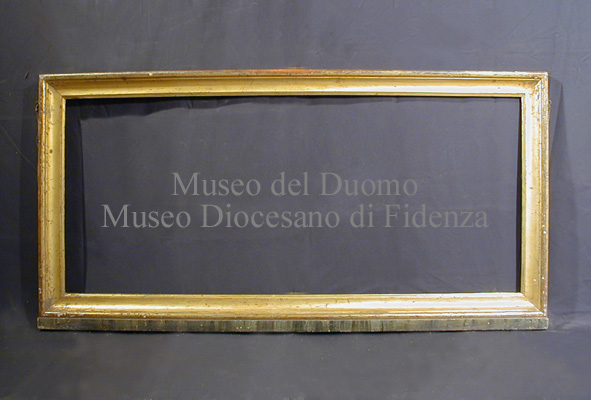 Museo del Duomo
Museo Diocesano di Fidenza